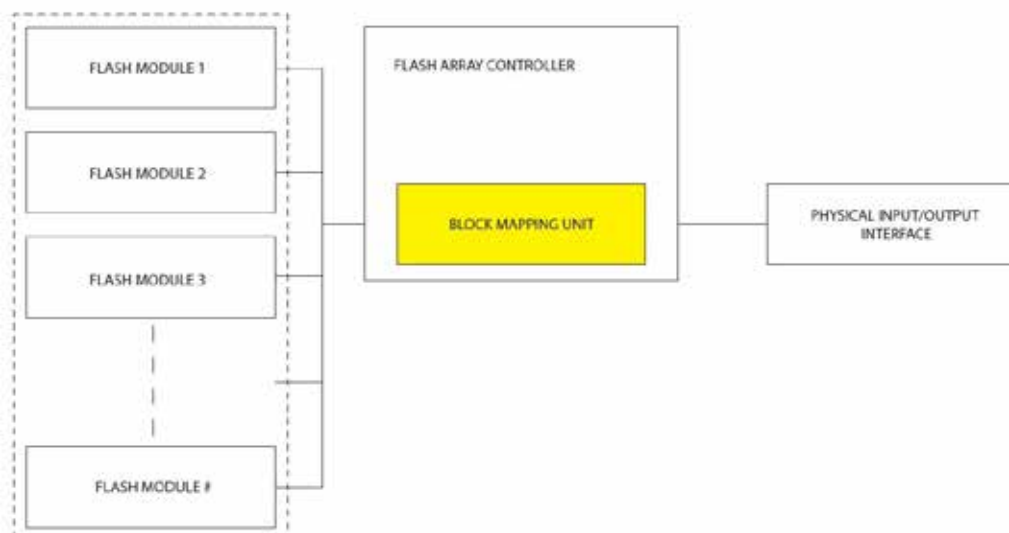 FLASH MODULE 1
FLASH MODULE 2
FLASH MODULE 3
FLASH MODULE #
FLASH ARRAY CONTROLLER
BLOCK MAPPING UNIT
PHYSICAL INPUT/OUTPUT
INTERFACE